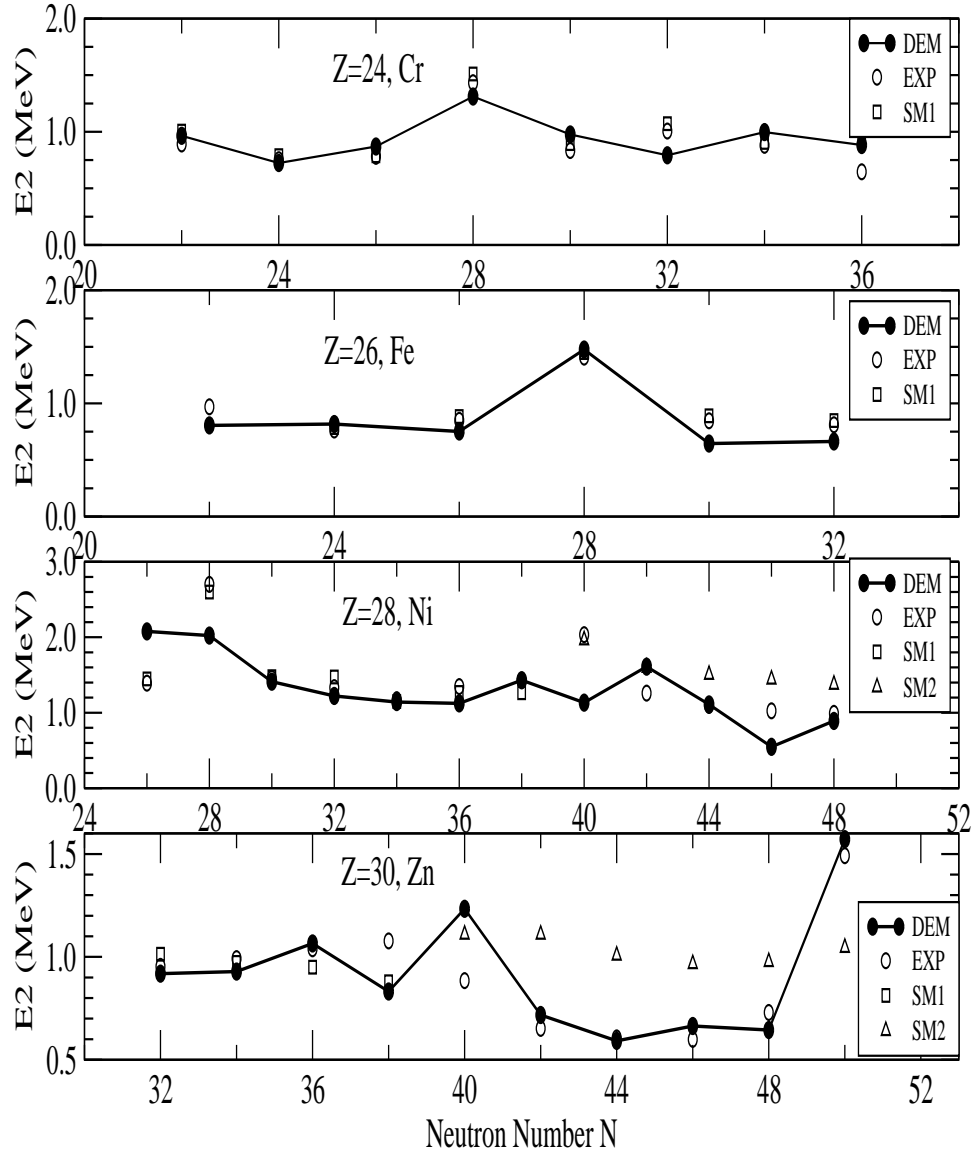 2.0
Z=24, Cr
DEM
EXP
SM1
1.0
0.0
E2 (MeV)
20 24 28 32 36
2.0
Z=26, Fe
DEM
EXP
SM1
1.0
0.0
E2 (MeV)
20 24 28 32
3.0
Z=28, Ni
DEM
EXP
SM1
SM2
2.0
1.0
0.0
E2 (MeV)
24 28 32 36 40 44 48 52
1.5
Z=30, Zn
DEM
EXP
SM1
SM2
1.0
0.5
E2 (MeV)
32 36 40 44 48 52
Neutron Number N